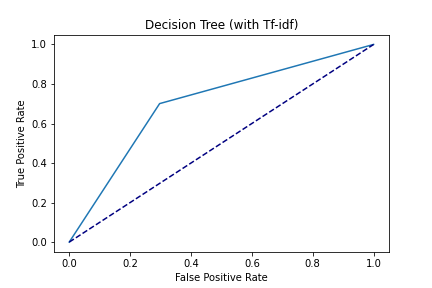 Decision Tree (with Tf-idf)
1.0
0.8
0.6
0.4
0.2
0.0
True Positive Rate
0.0 0.2 0.4 0.6 0.8 1.0
False Positive Rate